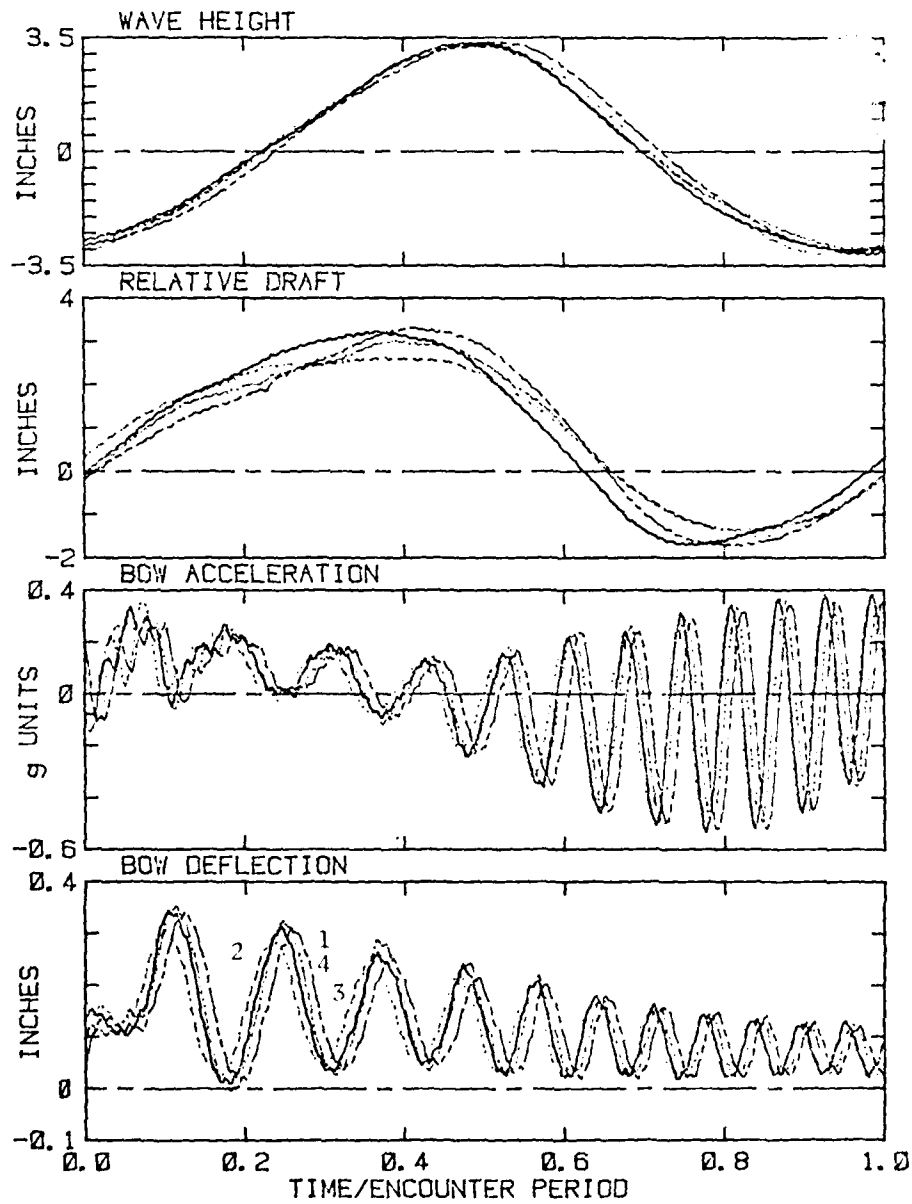 WAVE HEIGHT
3.5
INCHES
0
-3.5
RELATIVE DRAFT
4
INCHES
0
-2
BOW ACCELERATION
0.4
g UNITS
0
-0.6
BOW DEFLECTION
0.4
2
1
4
3
INCHES
0
-0.1
0.0 0.2 0.4 0.6 0.8 1.0
TIME/ENCOUNTER PERIOD